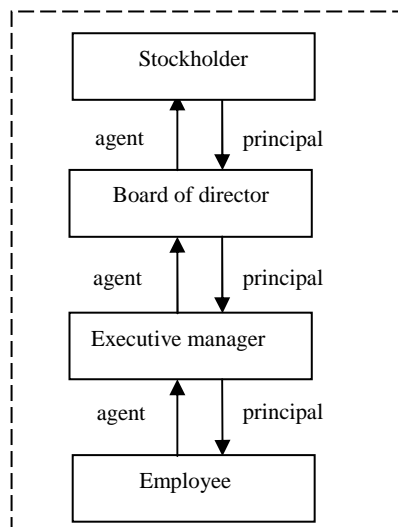 Stockholder
agent principal
Board of director
agent principal
Executive manager
agent principal
Employee